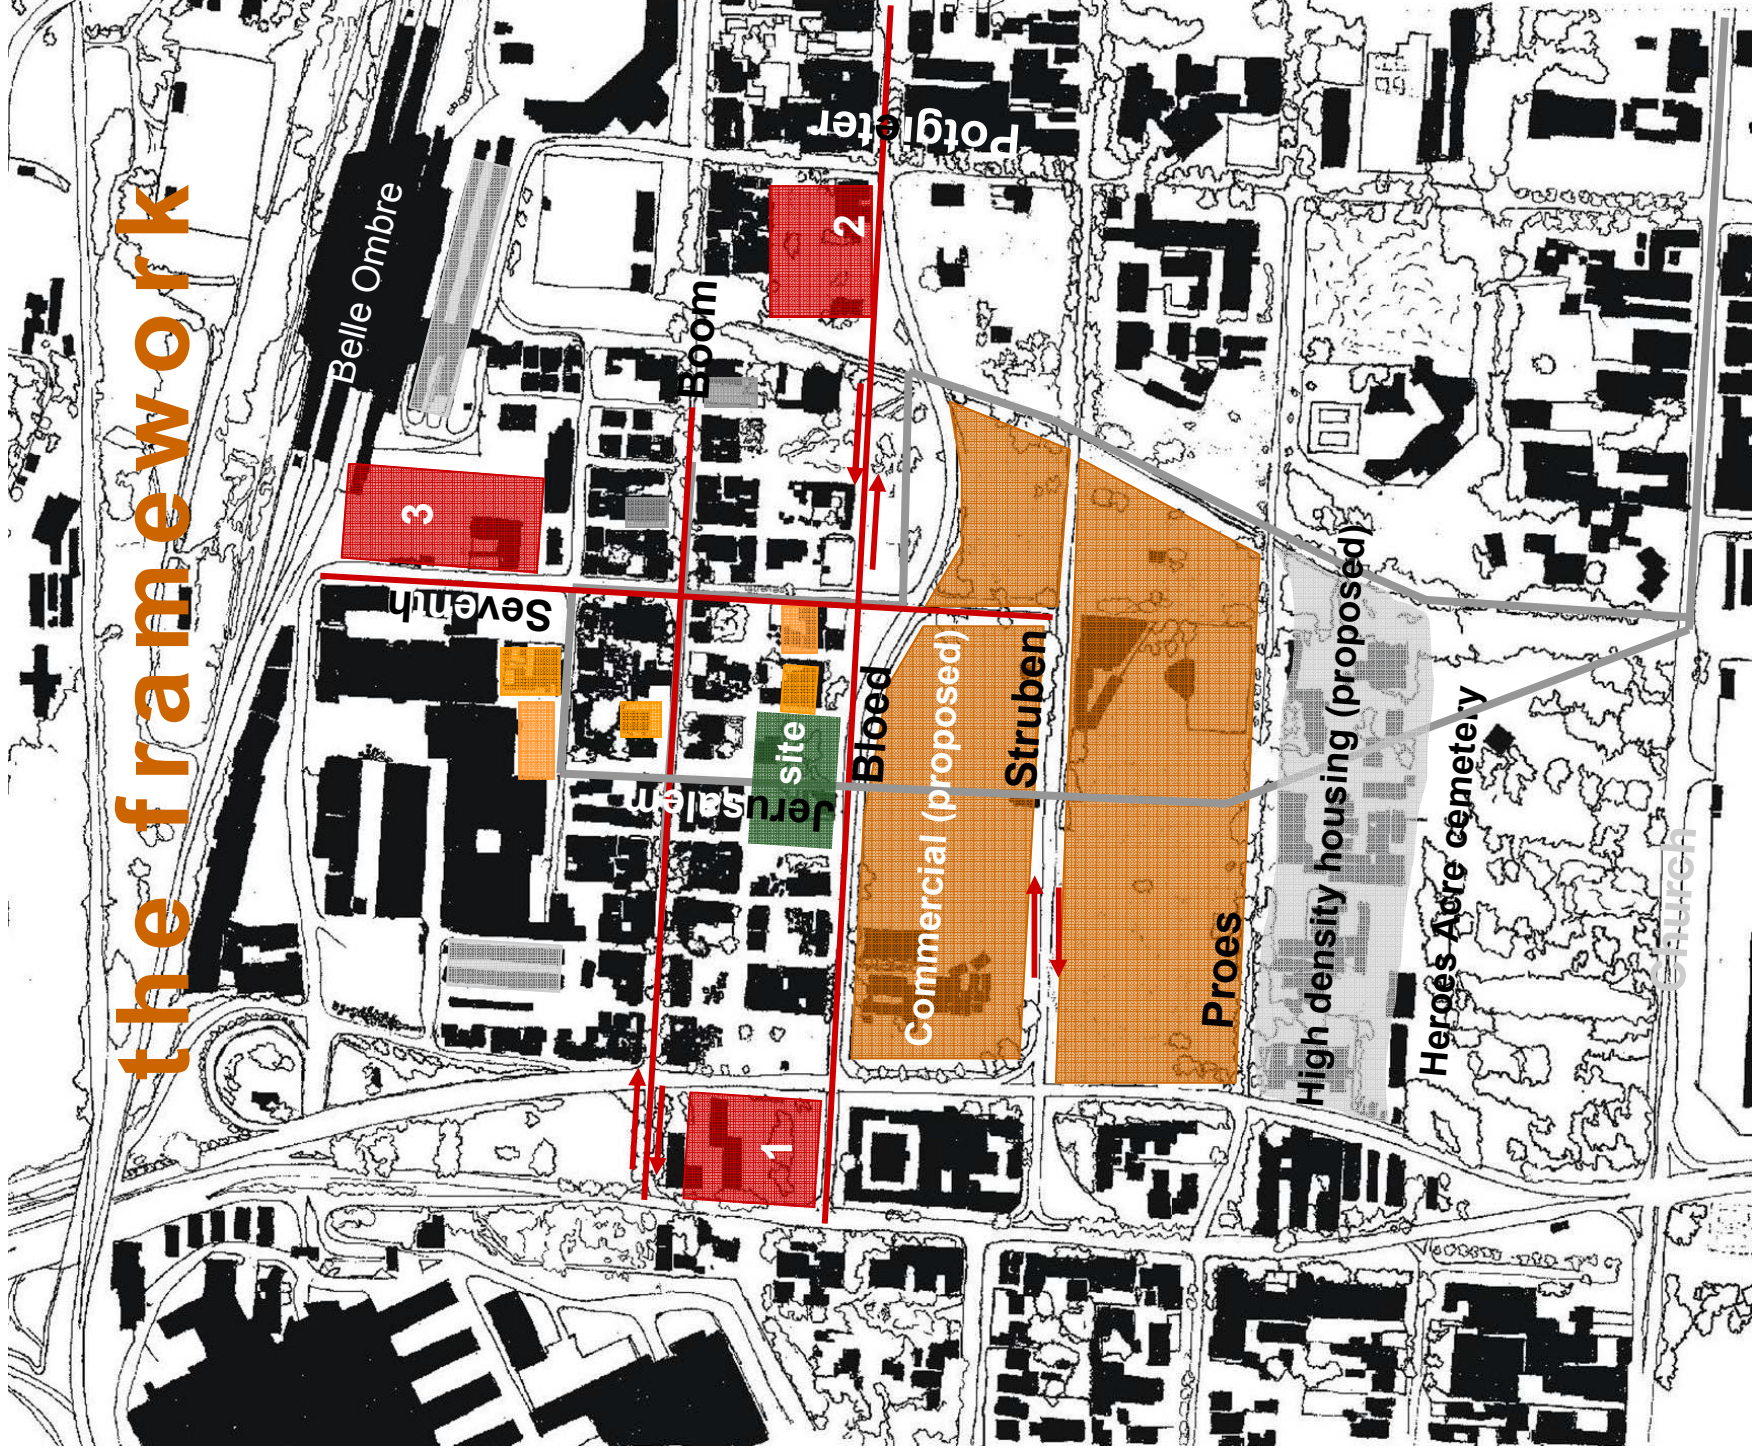 the framework
Belle Ombre
3
Seventh
Boom
Jerusalem
site
2
Potgieter
1
Bloed
Commercial (proposed)
Struben
Proes
High density housing (proposed)
Heroes Acre cemetery
Church